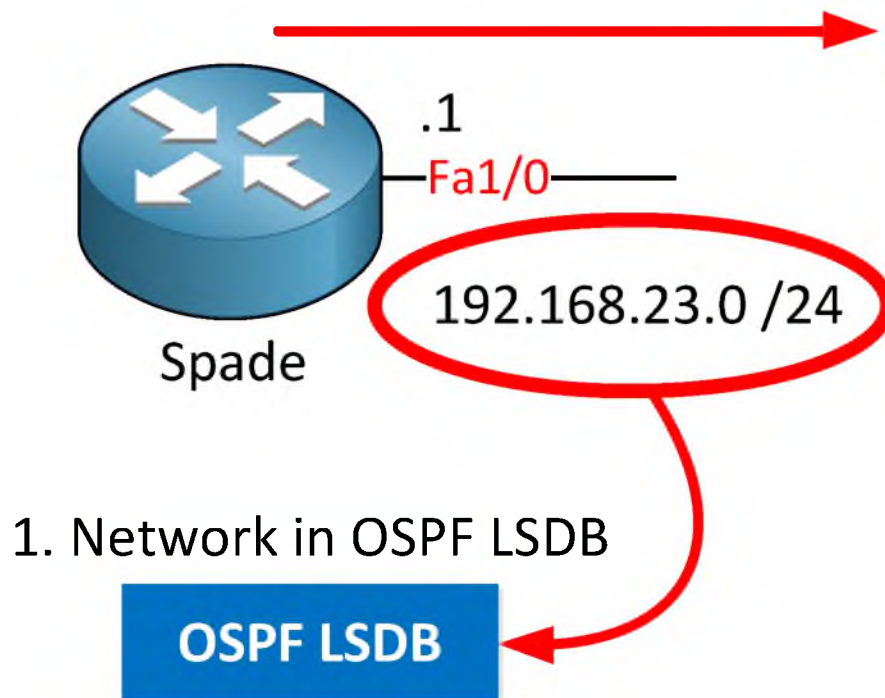 .1
Fa1/0
192.168.23.0 /24
Spade
1. Network in OSPF LSDB
OSPF LSDB